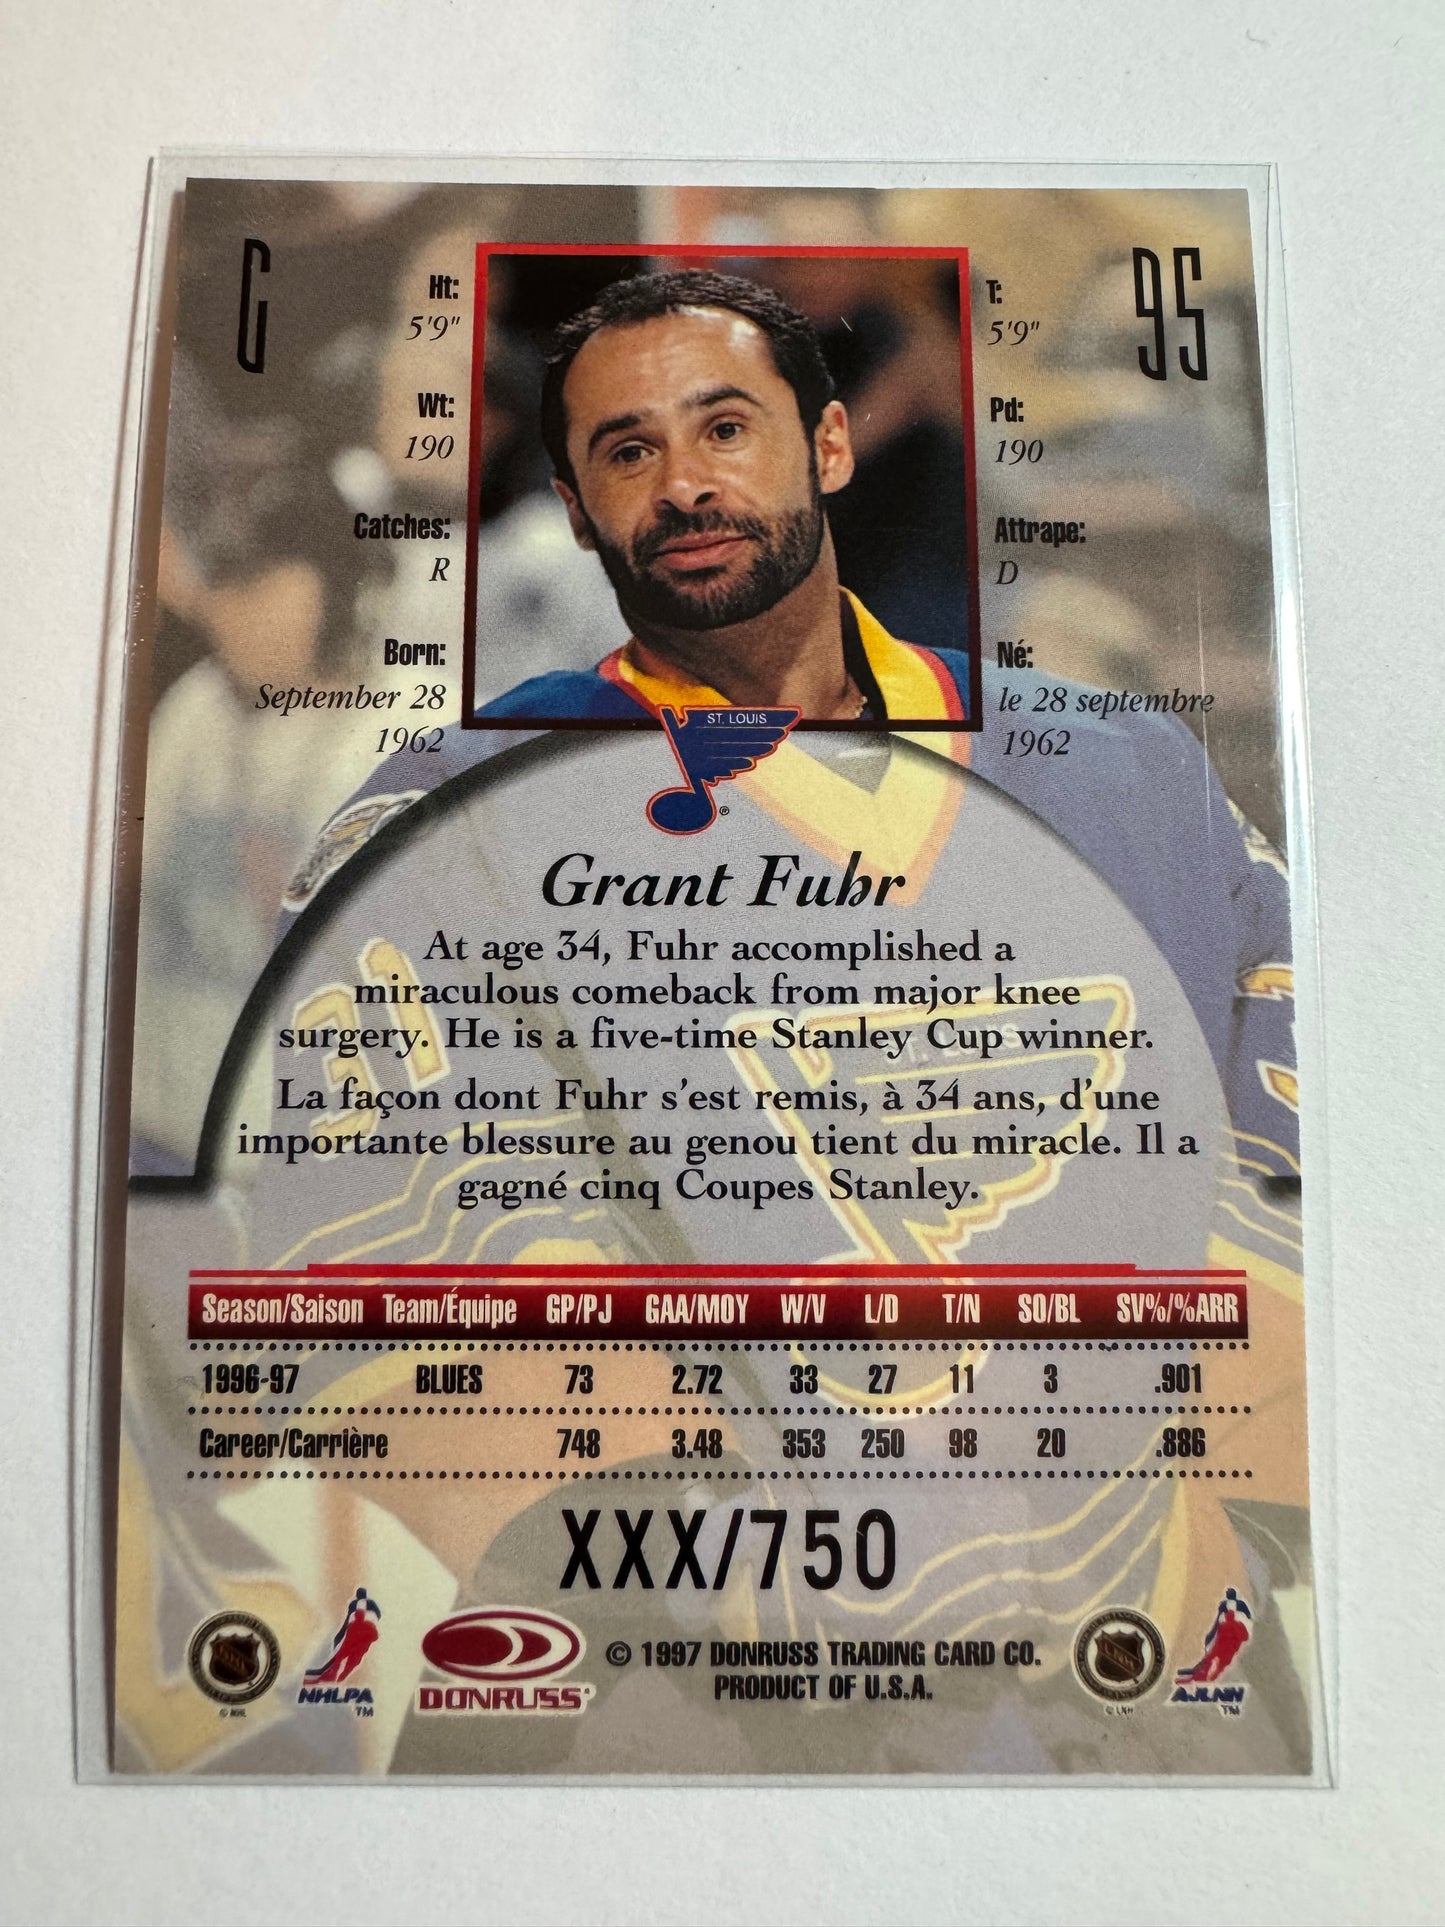 G
95
Ht:
5'9"
Wt:
190
Catches:
R
Born:
September 28
1962
T:
5'9"
Pd:
190
Attrape:
D
Né:
le 28 septembre
1962
ST. LOUIS
®
Grant Fuhr
At age 34, Fuhr accomplished a
miraculous comeback from major knee
surgery. He is a five-time Stanley Cup winner.
La façon dont Fuhr s'est remis, à 34 ans, d'une
importante blessure au genou tient du miracle. Il a
gagné cinq Coupes Stanley.
Season/Saison Team/Équipe GP/PJ GAA/MOY W/V L/D T/N SO/BL SV%/%ARR
1996-97 BLUES 73 2.72 33 27 11 3 .901
Career/Carrière 748 3.48 353 250 98 20 .886
XXX/750
© NHL
NHLPA
TM
DONRUSS
© 1997 DONRUSS TRADING CARD CO.
PRODUCT OF U.S.A.
© LNH
AJLNH
TM
31